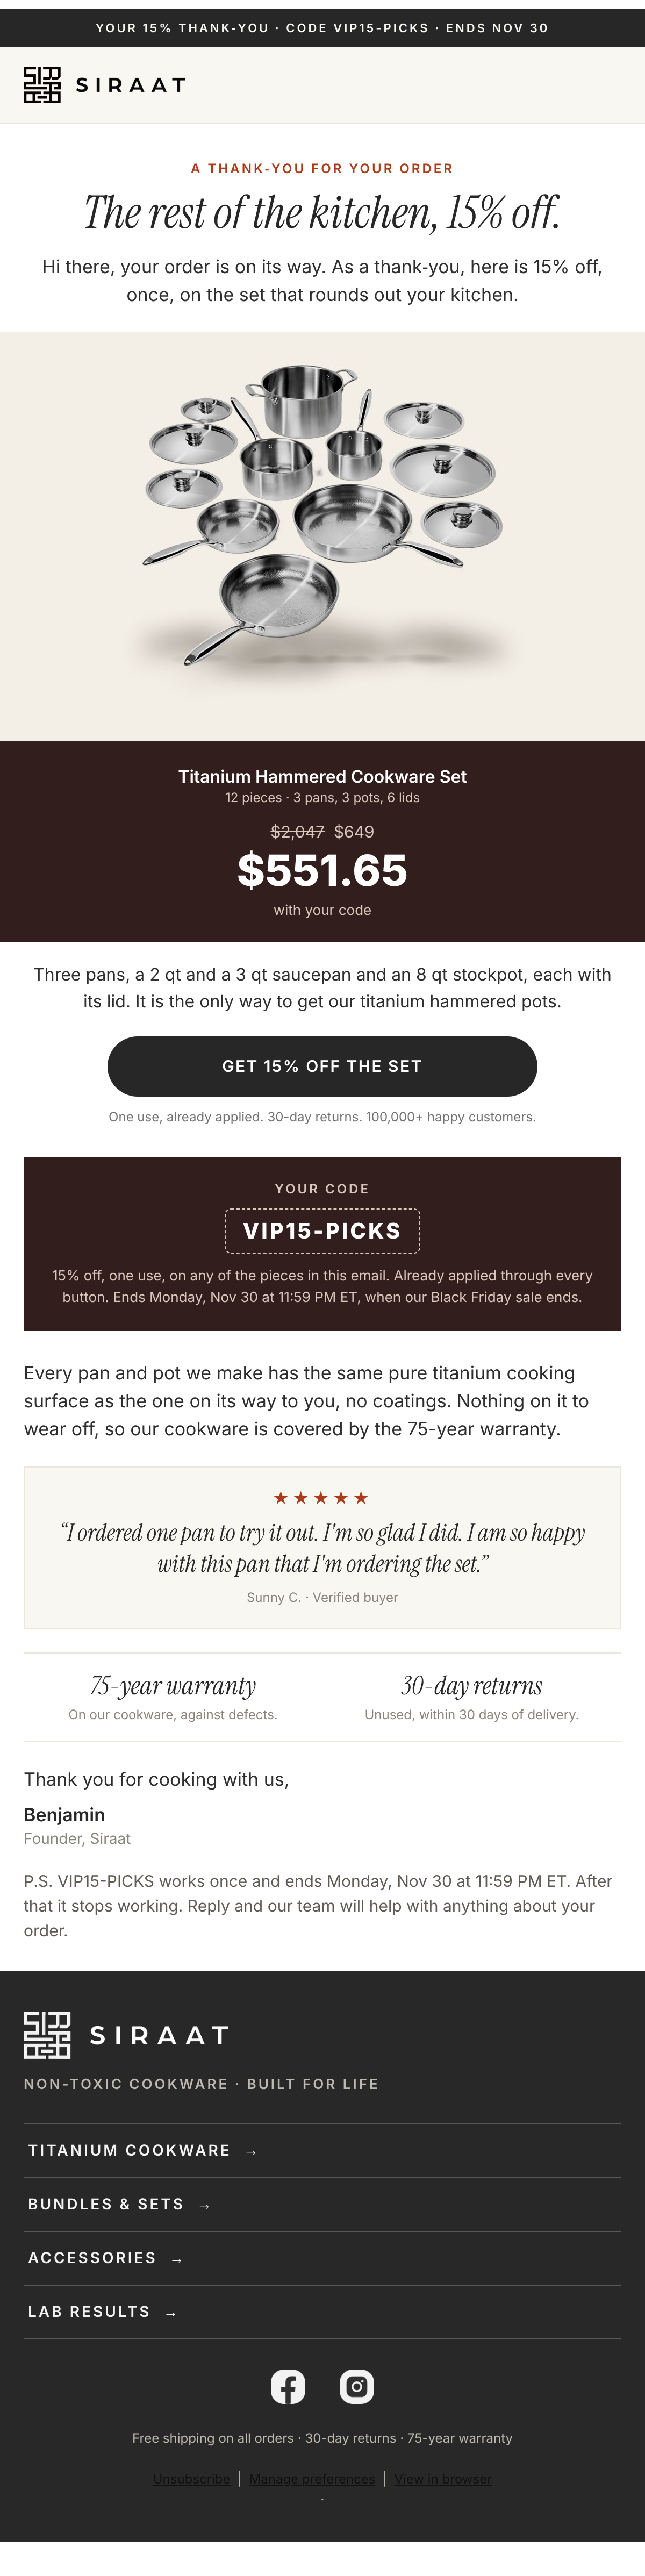 YOUR 15% THANK-YOU · CODE VIP15-PICKS · ENDS NOV 30
SIRAAT
A THANK-YOU FOR YOUR ORDER
The rest of the kitchen, 15% off.
Hi there, your order is on its way. As a thank-you, here is 15% off,
once, on the set that rounds out your kitchen.
Titanium Hammered Cookware Set
12 pieces · 3 pans, 3 pots, 6 lids
$2,047 $649
$551.65
with your code
Three pans, a 2 qt and a 3 qt saucepan and an 8 qt stockpot, each with
its lid. It is the only way to get our titanium hammered pots.
GET 15% OFF THE SET
One use, already applied. 30-day returns. 100,000+ happy customers.
YOUR CODE
VIP15-PICKS
15% off, one use, on any of the pieces in this email. Already applied through every
button. Ends Monday, Nov 30 at 11:59 PM ET, when our Black Friday sale ends.
Every pan and pot we make has the same pure titanium cooking
surface as the one on its way to you, no coatings. Nothing on it to
wear off, so our cookware is covered by the 75-year warranty.
★★★★★
“I ordered one pan to try it out. I'm so glad I did. I am so happy
with this pan that I'm ordering the set.”
Sunny C. · Verified buyer
75-year warranty
On our cookware, against defects.
30-day returns
Unused, within 30 days of delivery.
Thank you for cooking with us,
Benjamin
Founder, Siraat
P.S. VIP15-PICKS works once and ends Monday, Nov 30 at 11:59 PM ET. After
that it stops working. Reply and our team will help with anything about your
order.
SIRAAT
NON-TOXIC COOKWARE · BUILT FOR LIFE
TITANIUM COOKWARE →
BUNDLES & SETS →
ACCESSORIES →
LAB RESULTS →
Free shipping on all orders · 30-day returns · 75-year warranty
Unsubscribe | Manage preferences | View in browser
.